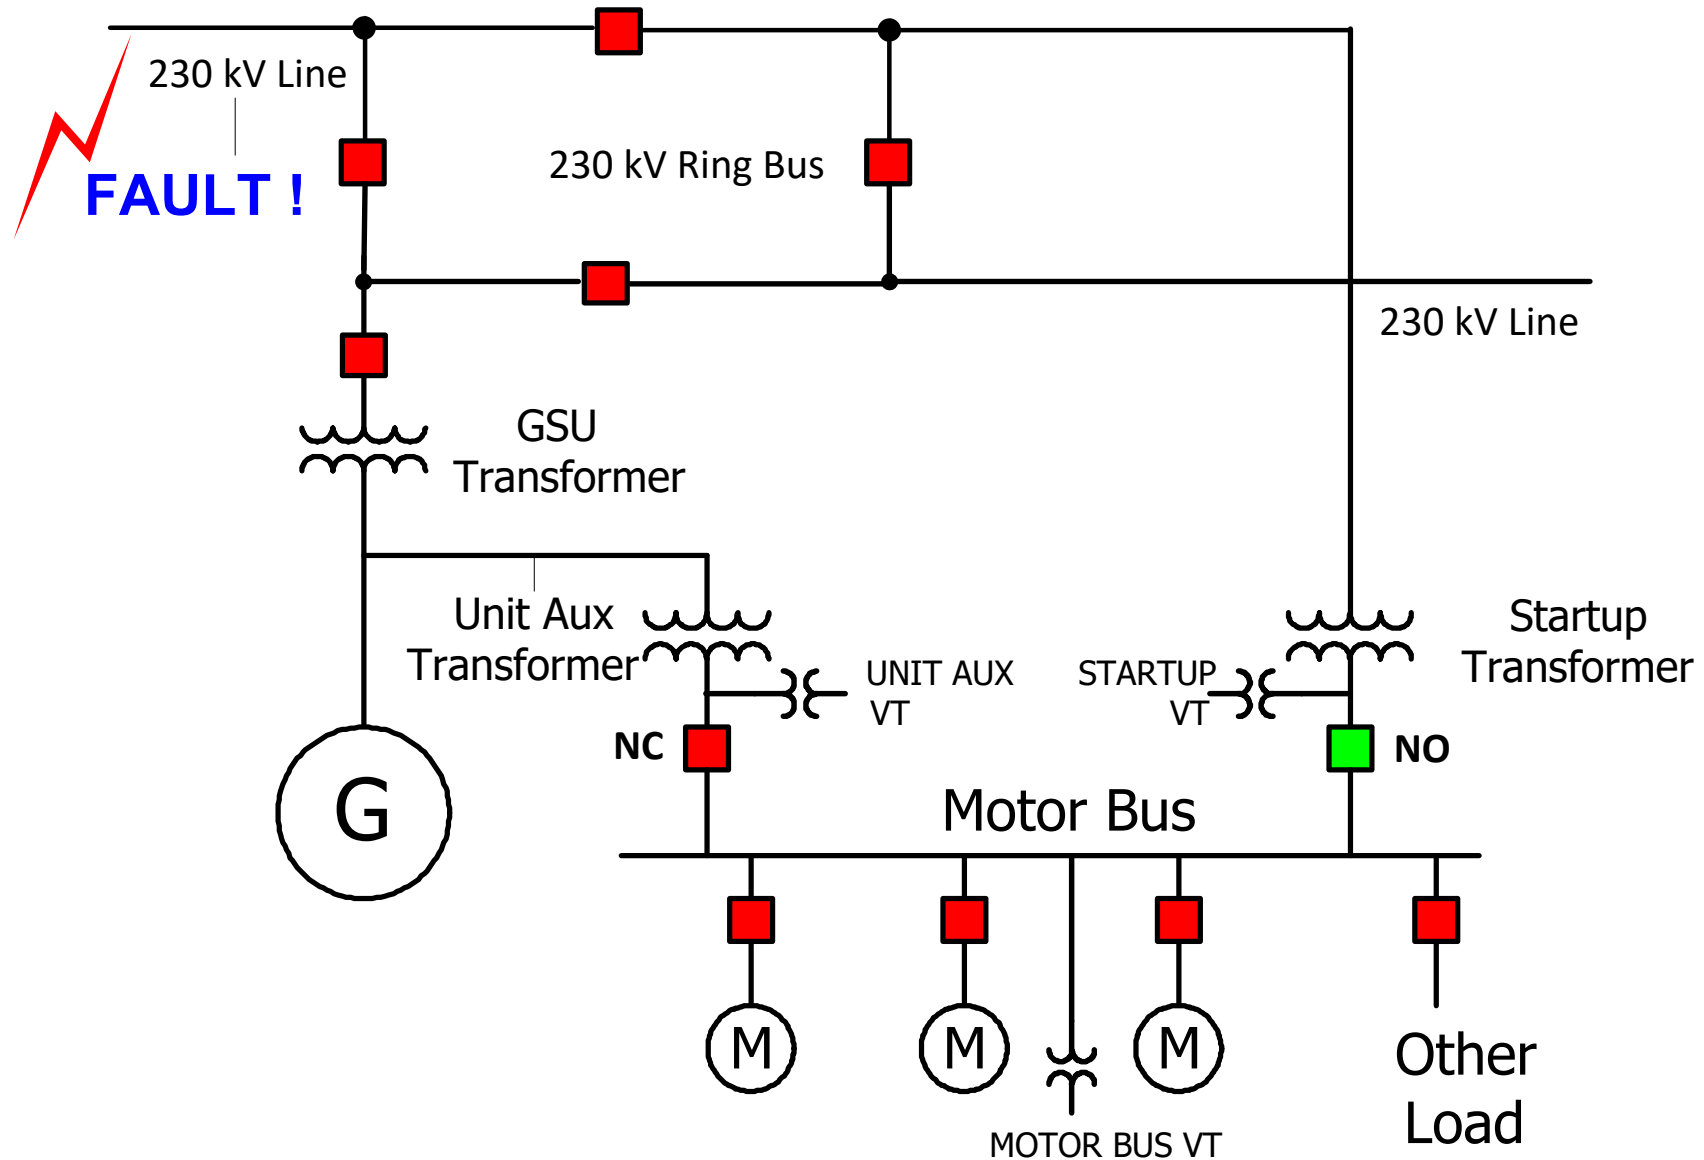 230 kV Line
FAULT !
230 kV Ring Bus
230 kV Line
GSU
Transformer
Unit Aux
Transformer
UNIT AUX
VT
STARTUP
VT
Startup
Transformer
NC
NO
G
Motor Bus
M
M
M
Other
Load
MOTOR BUS VT